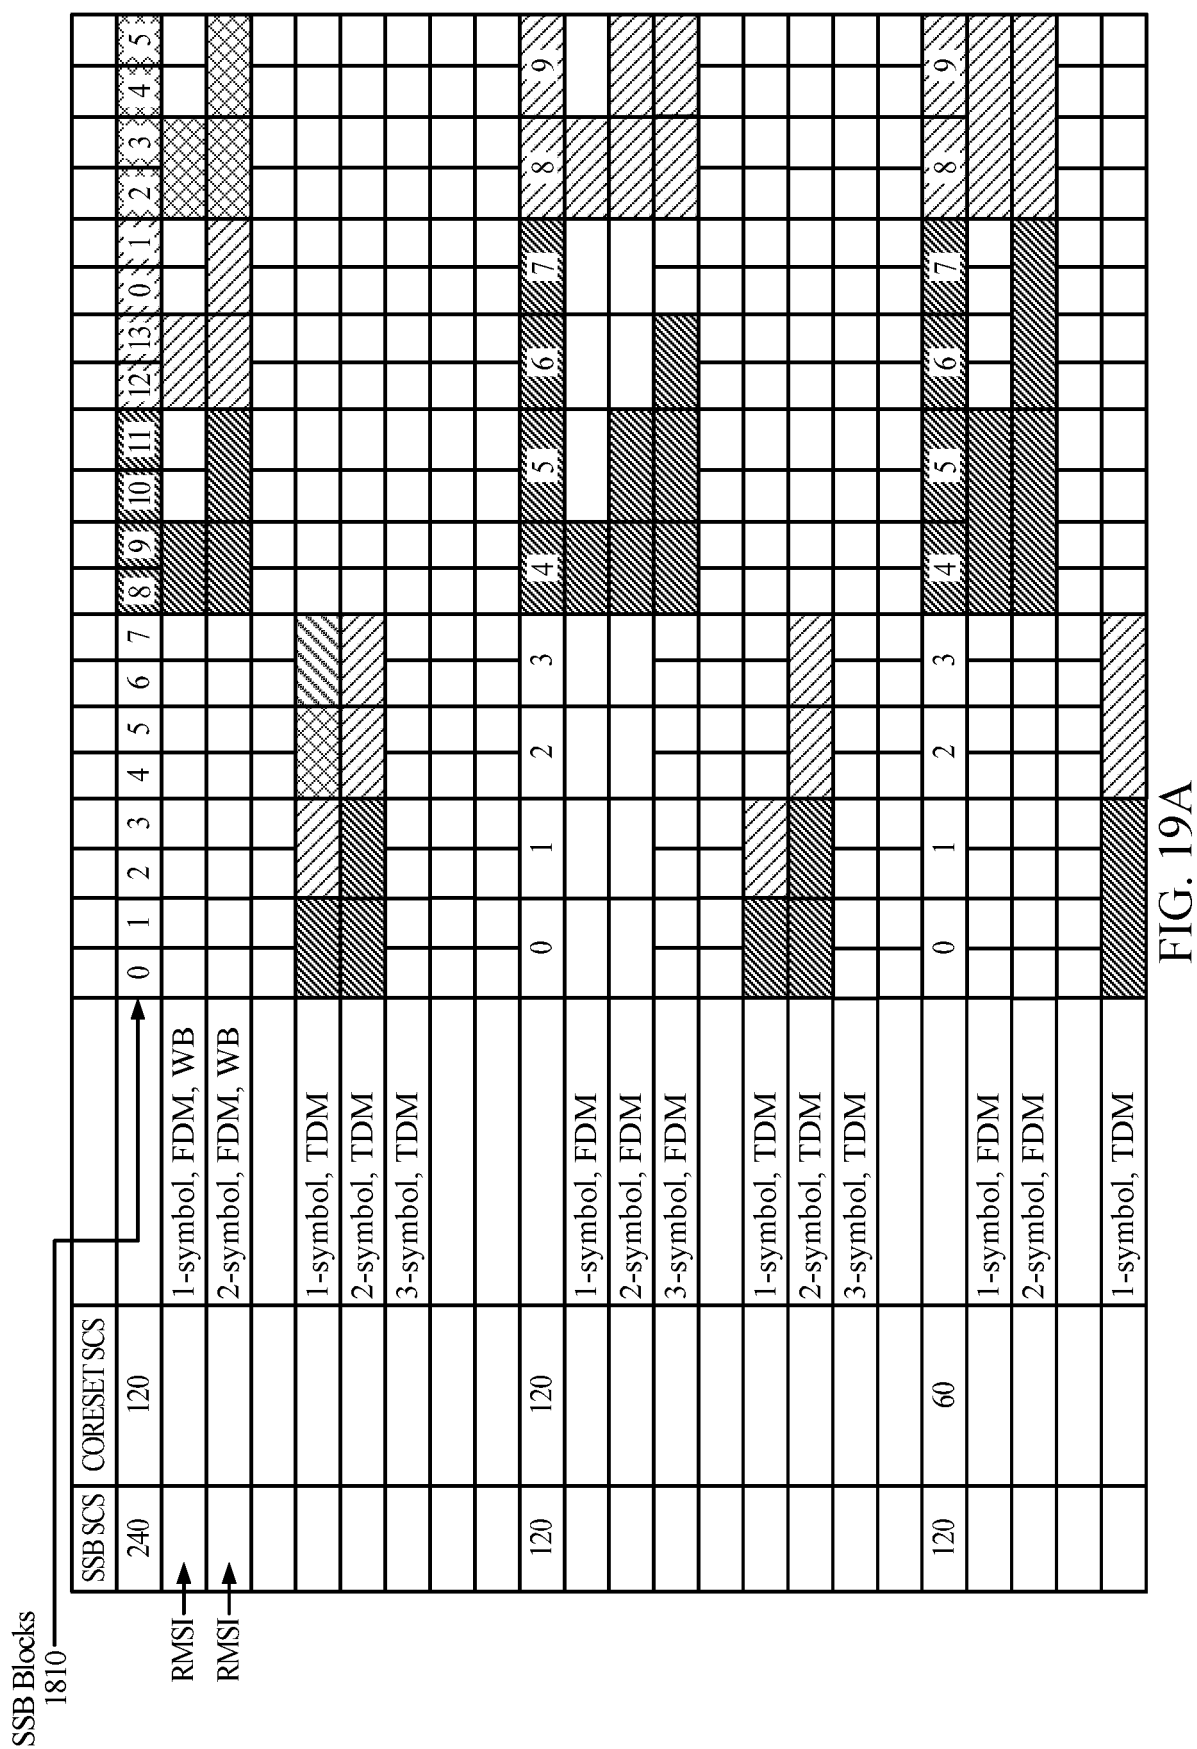 SSB Blocks
1810
SSB SCS CORESET SCS
240 120 0 1 2 3 4 5 6 7 8 9 10 11 12 13 0 1 2 3 4 5
RMSI 1-symbol, FDM, WB
RMSI 2-symbol, FDM, WB
1-symbol, TDM
2-symbol, TDM
3-symbol, TDM
120 120 0 1 2 3 4 5 6 7 8 9
1-symbol, FDM
2-symbol, FDM
3-symbol, FDM
1-symbol, TDM
2-symbol, TDM
3-symbol, TDM
120 60 0 1 2 3 4 5 6 7 8 9
1-symbol, FDM
2-symbol, FDM
1-symbol, TDM
FIG. 19A